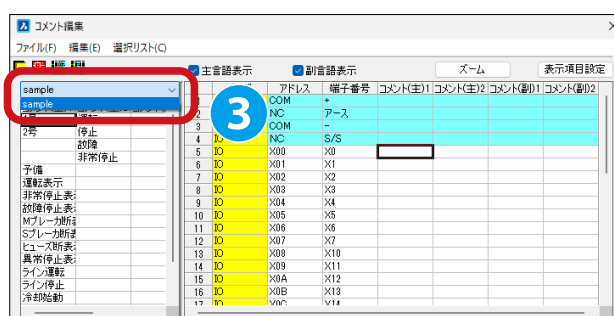 コメント編集
ファイル(F) 編集(E) 選択リスト(C)
主言語表示 副言語表示 ズーム 表示項目設定
sample
sample
3
アドレス 端子番号 コメント(主)1 コメント(主)2 コメント(副)1 コメント(副)2
COM +
2 NC アース
3 COM -
4 IO NC S/S
5 IO X00 X0
6 IO X01 X1
7 IO X02 X2
8 IO X03 X3
9 IO X04 X4
10 IO X05 X5
11 IO X06 X6
12 IO X07 X7
13 IO X08 X10
14 IO X09 X11
15 IO X0A X12
16 IO X0B X13
17 IO X0C X14
2号 停止
故障
非常停止
予備
運転表示
非常停止表
故障停止表
Mブレーカ断
Sブレーカ断
ヒューズ断表
異常停止表
ライン運転
ライン停止
冷却始動